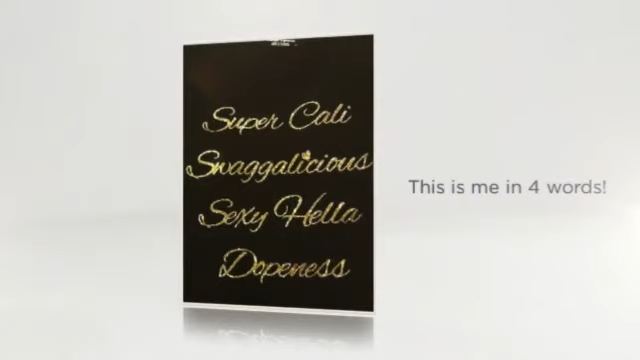 Super Cali
Swaggalicious
Sexy Hella
Dopeness
This is me in 4 words!